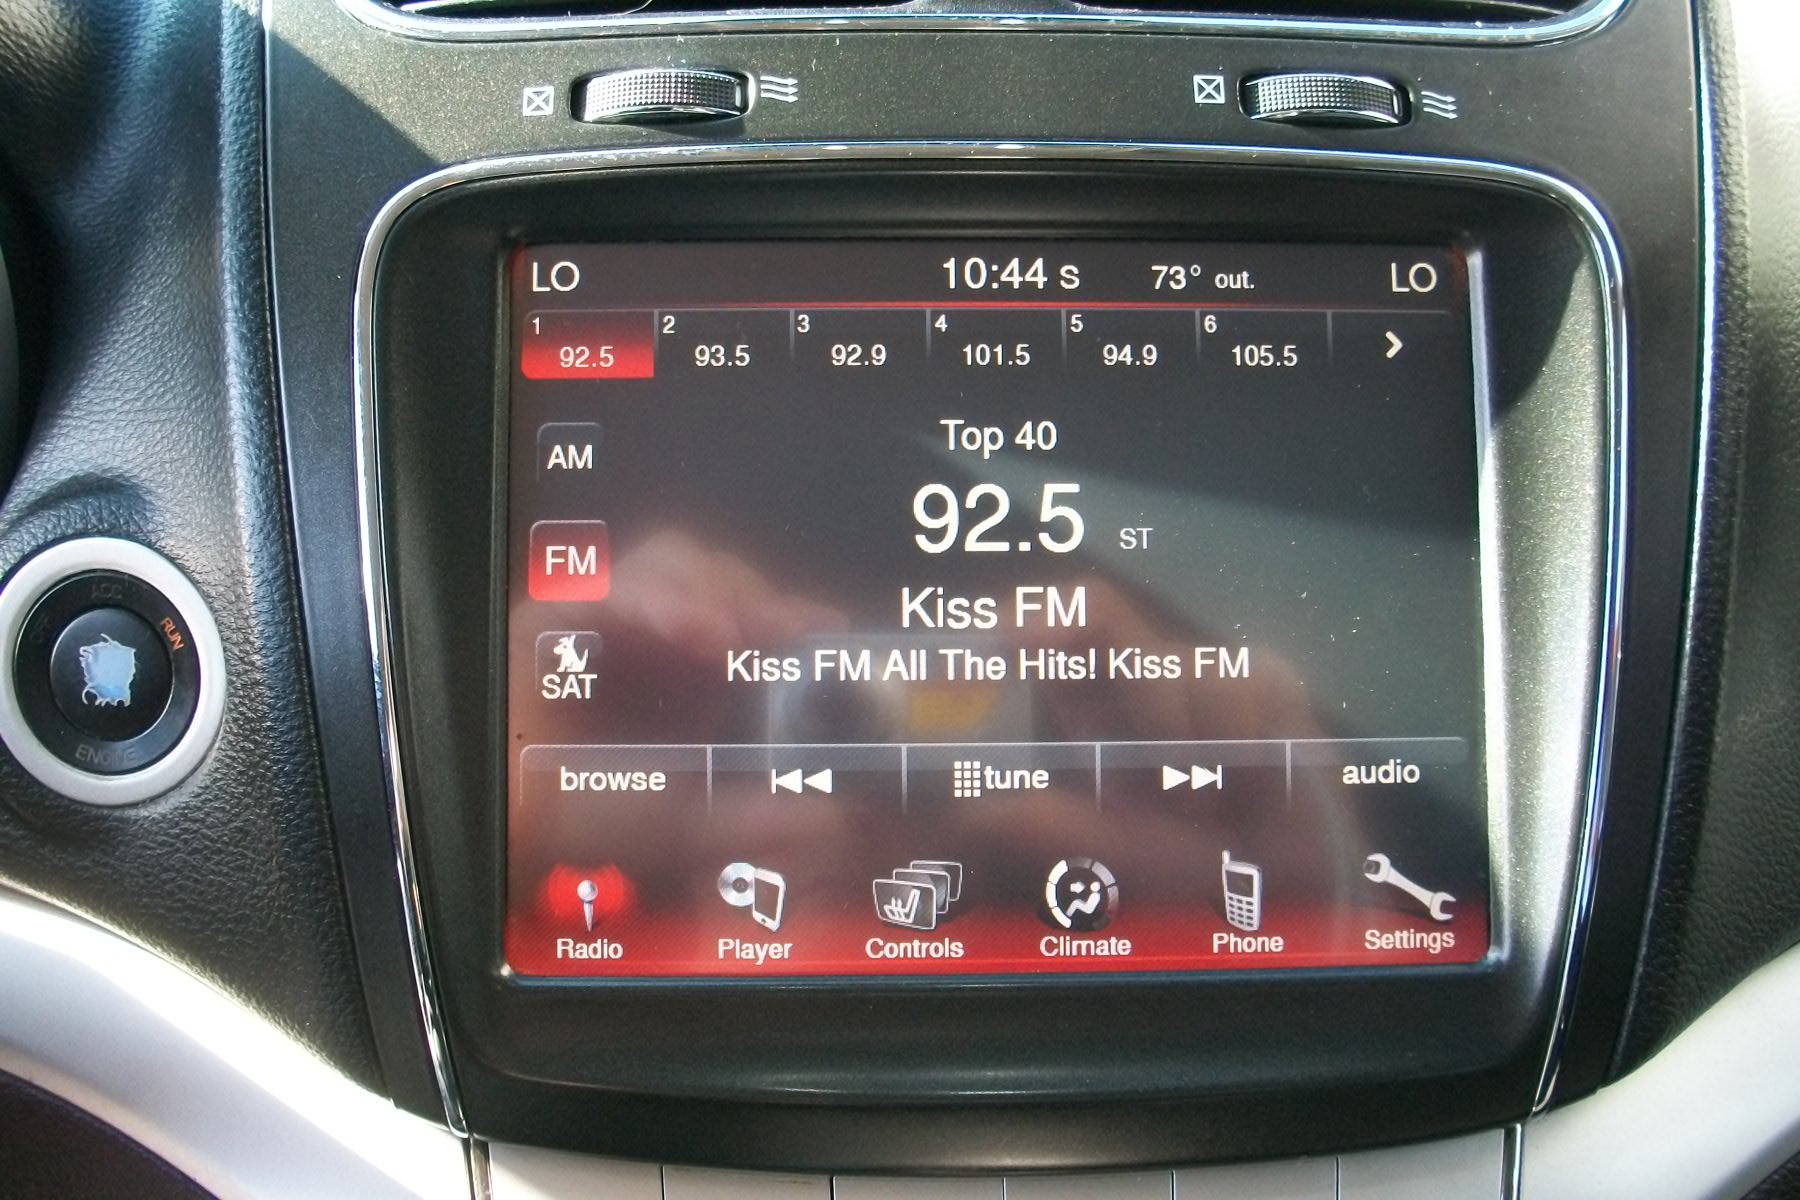 LO 10:44 S 73° out. LO
1 2 3 4 5 6
92.5 93.5 92.9 101.5 94.9 105.5
Top 40
AM
92.5 ST
FM
Kiss FM
Kiss FM All The Hits! Kiss FM
SAT
browse tune audio
Radio Player Controls Climate Phone Settings
ACC
RUN
ENGINE